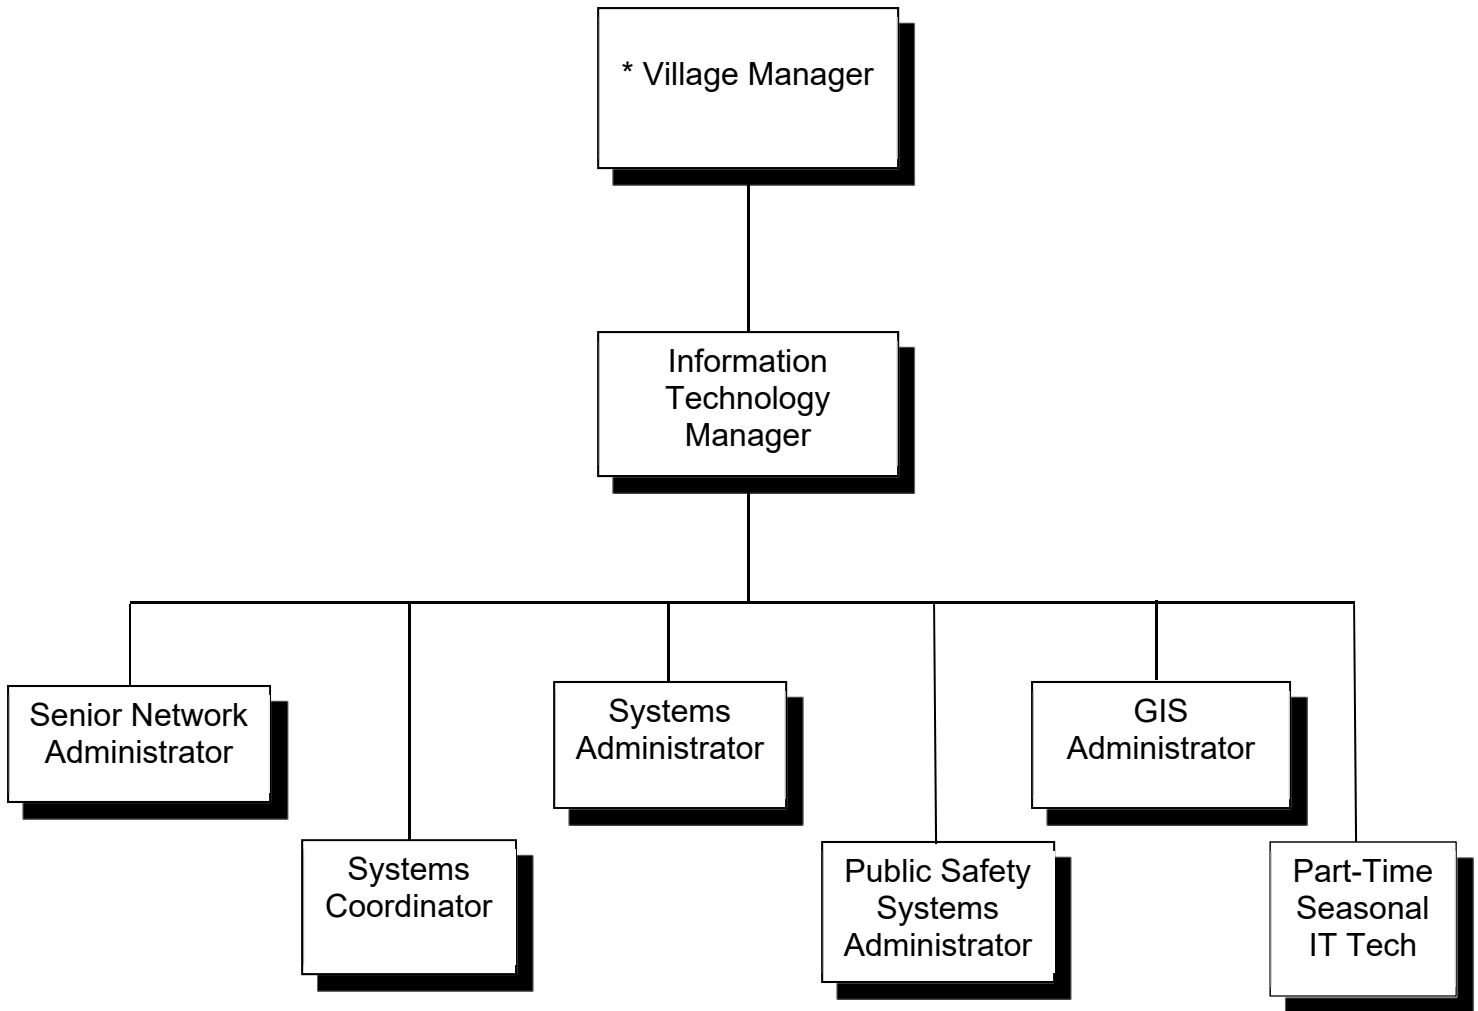 * Village Manager
Information
Technology
Manager
Senior Network
Administrator
Systems
Administrator
GIS
Administrator
Systems
Coordinator
Public Safety
Systems
Administrator
Part-Time
Seasonal
IT Tech